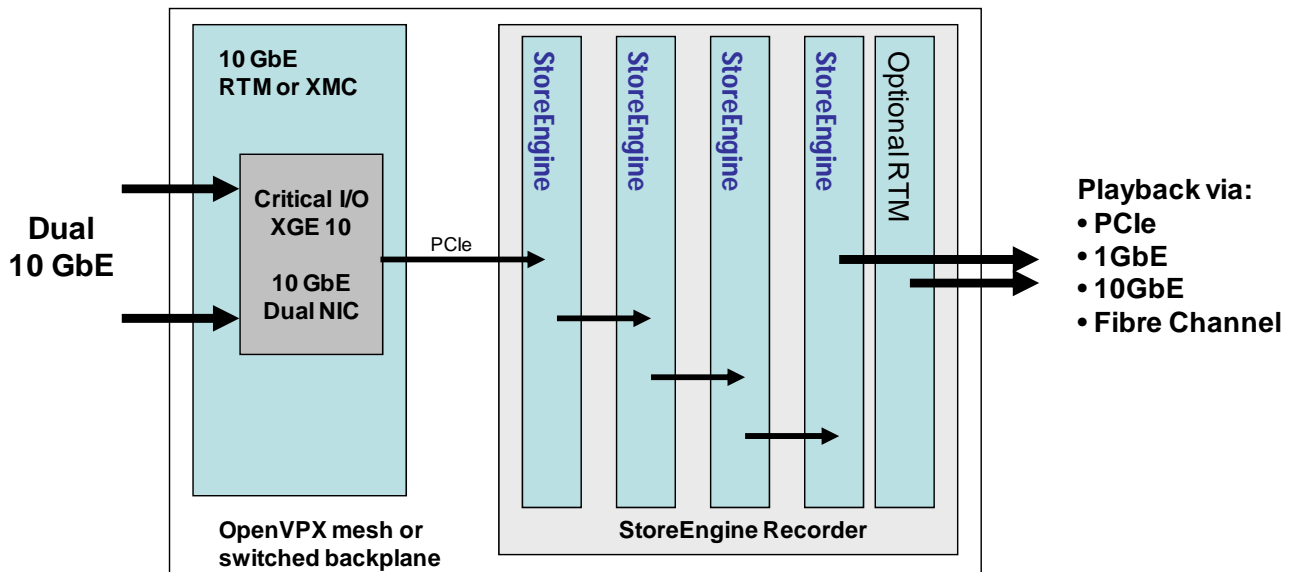 10 GbE
RTM or XMC
Critical I/O
XGE 10
10 GbE
Dual NIC
Dual
10 GbE
PCIe
StoreEngine
StoreEngine
StoreEngine
StoreEngine
Optional RTM
Playback via:
• PCIe
• 1GbE
• 10GbE
• Fibre Channel
OpenVPX mesh or
switched backplane
StoreEngine Recorder